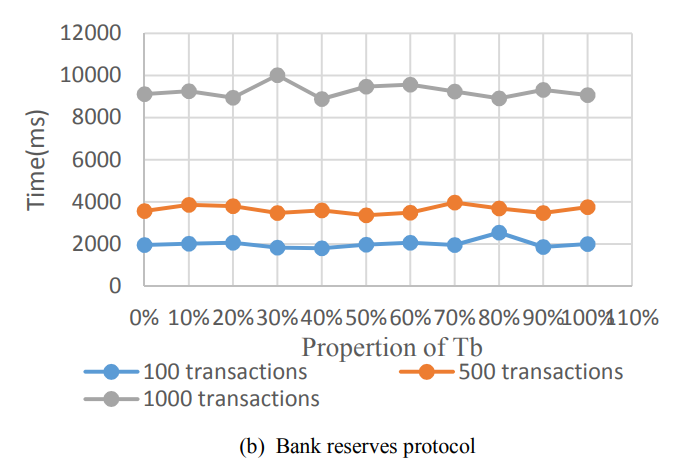 12000
10000
8000
6000
4000
2000
0
Time(ms)
0% 10% 20% 30% 40% 50% 60% 70% 80% 90% 100% 110%
Propertion of Tb
100 transactions
500 transactions
1000 transactions
(b) Bank reserves protocol